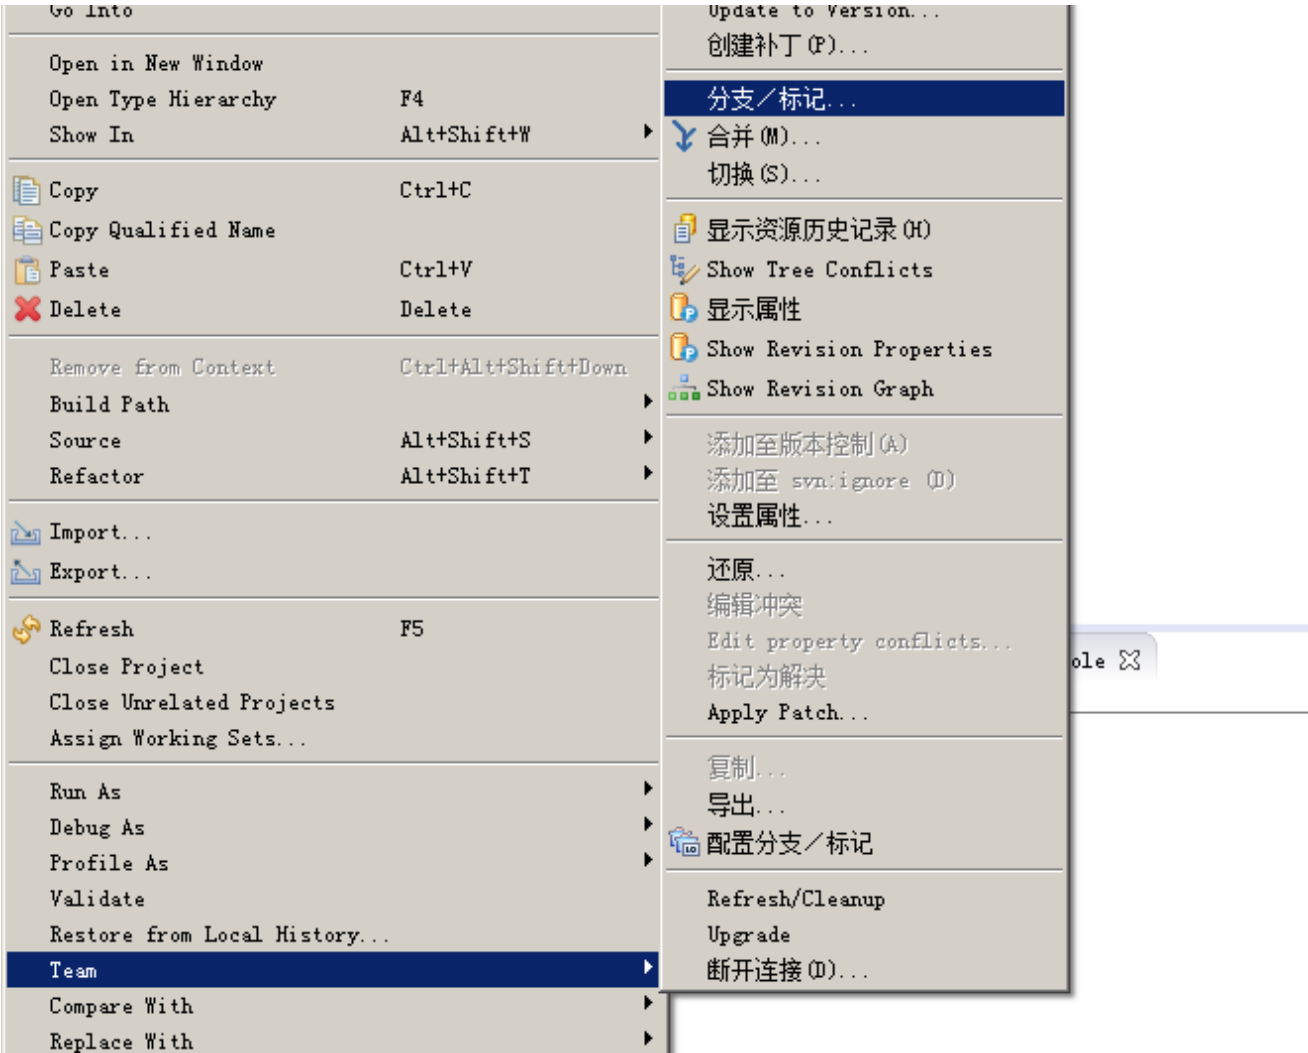 Go Into
Open in New Window
Open Type Hierarchy F4
Show In Alt+Shift+W
Copy Ctrl+C
Copy Qualified Name
Paste Ctrl+V
Delete Delete
Remove from Context Ctrl+Alt+Shift+Down
Build Path
Source Alt+Shift+S
Refactor Alt+Shift+T
Import...
Export...
Refresh F5
Close Project
Close Unrelated Projects
Assign Working Sets...
Run As
Debug As
Profile As
Validate
Restore from Local History...
Team
Compare With
Replace With
Update to Version...
创建补丁(P)...
分支／标记...
合并(M)...
切换(S)...
显示资源历史记录(H)
Show Tree Conflicts
显示属性
Show Revision Properties
Show Revision Graph
添加至版本控制(A)
添加至 svn:ignore (D)
设置属性...
还原...
编辑冲突
Edit property conflicts...
标记为解决
Apply Patch...
复制...
导出...
配置分支／标记
Refresh/Cleanup
Upgrade
断开连接(D)...
ole